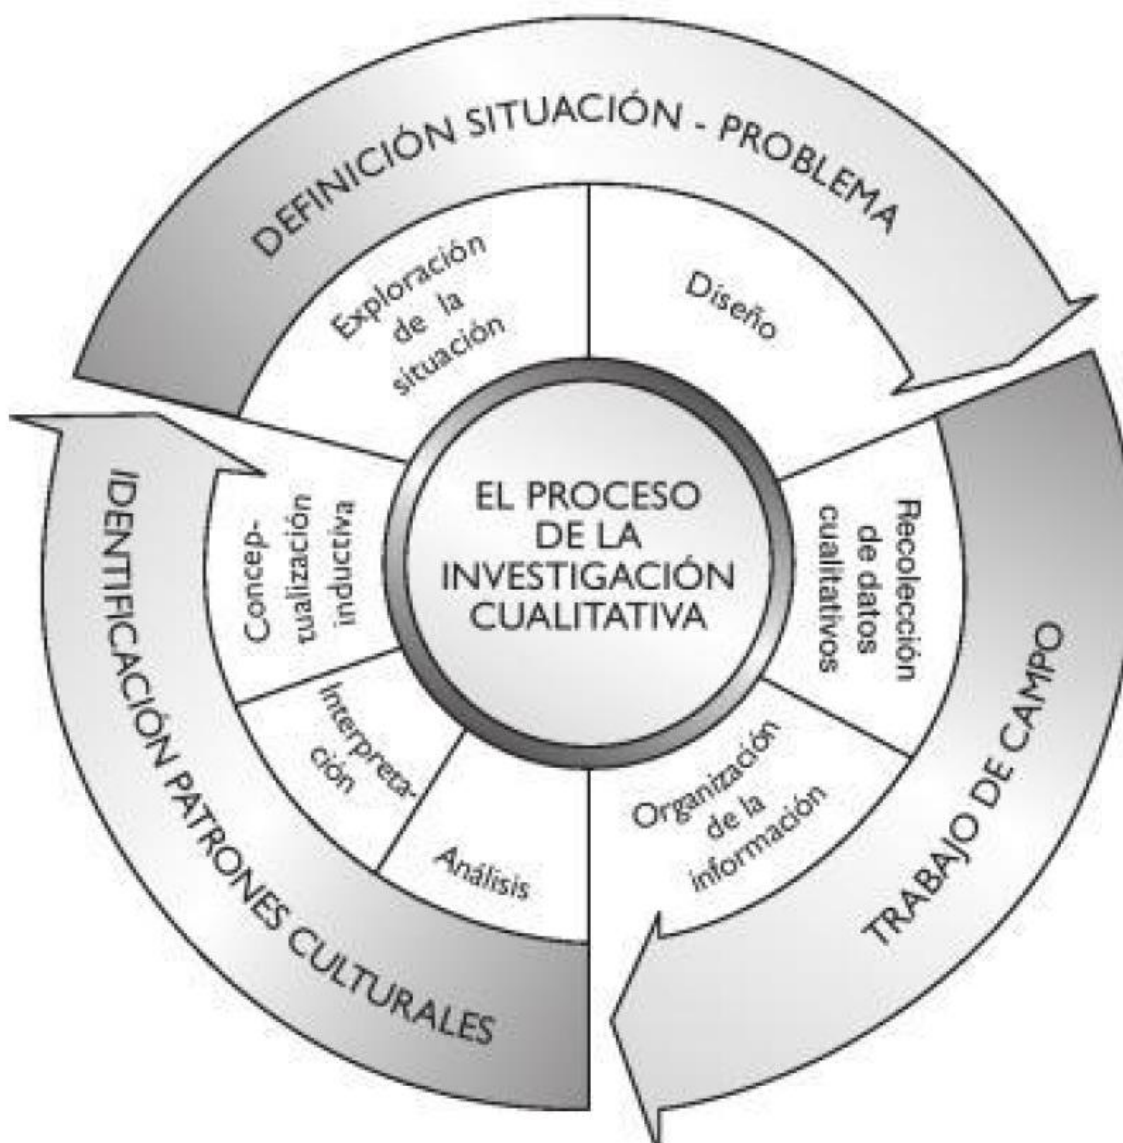 DEFINICIÓN SITUACIÓN - PROBLEMA
Exploración
de la
situación
Diseño
EL PROCESO
DE LA
INVESTIGACIÓN
CUALITATIVA
Recolección
de datos
cualitativos
Organización
de la
información
TRABAJO DE CAMPO
Análisis
Interpreta-
ción
Concep-
tualización
inductiva
IDENTIFICACIÓN PATRONES CULTURALES